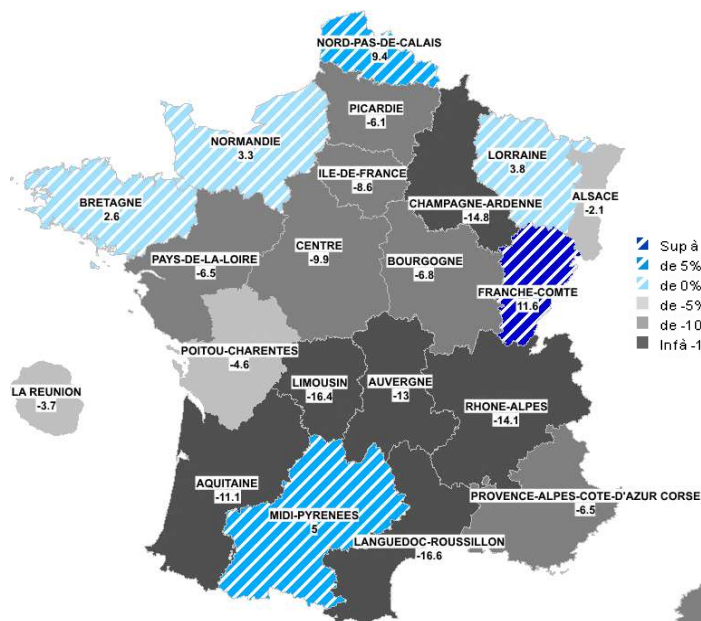 NORD-PAS-DE-CALAIS
9.4
PICARDIE
-6.1
NORMANDIE
3.3
LORRAINE
3.8
ILE-DE-FRANCE
-8.6
ALSACE
-2.1
BRETAGNE
2.6
CHAMPAGNE-ARDENNE
-14.8
CENTRE
-9.9
PAYS-DE-LA-LOIRE
-6.5
BOURGOGNE
-6.8
FRANCHE-COMTE
11.6
Sup à
de 5%
de 0%
de -5%
de -10
Inf à -1
POITOU-CHARENTES
-4.6
LIMOUSIN
-16.4
AUVERGNE
-13
LA REUNION
-3.7
RHONE-ALPES
-14.1
AQUITAINE
-11.1
PROVENCE-ALPES-COTE-D'AZUR CORSE
-6.5
MIDI-PYRENEES
5
LANGUEDOC-ROUSSILLON
-16.6